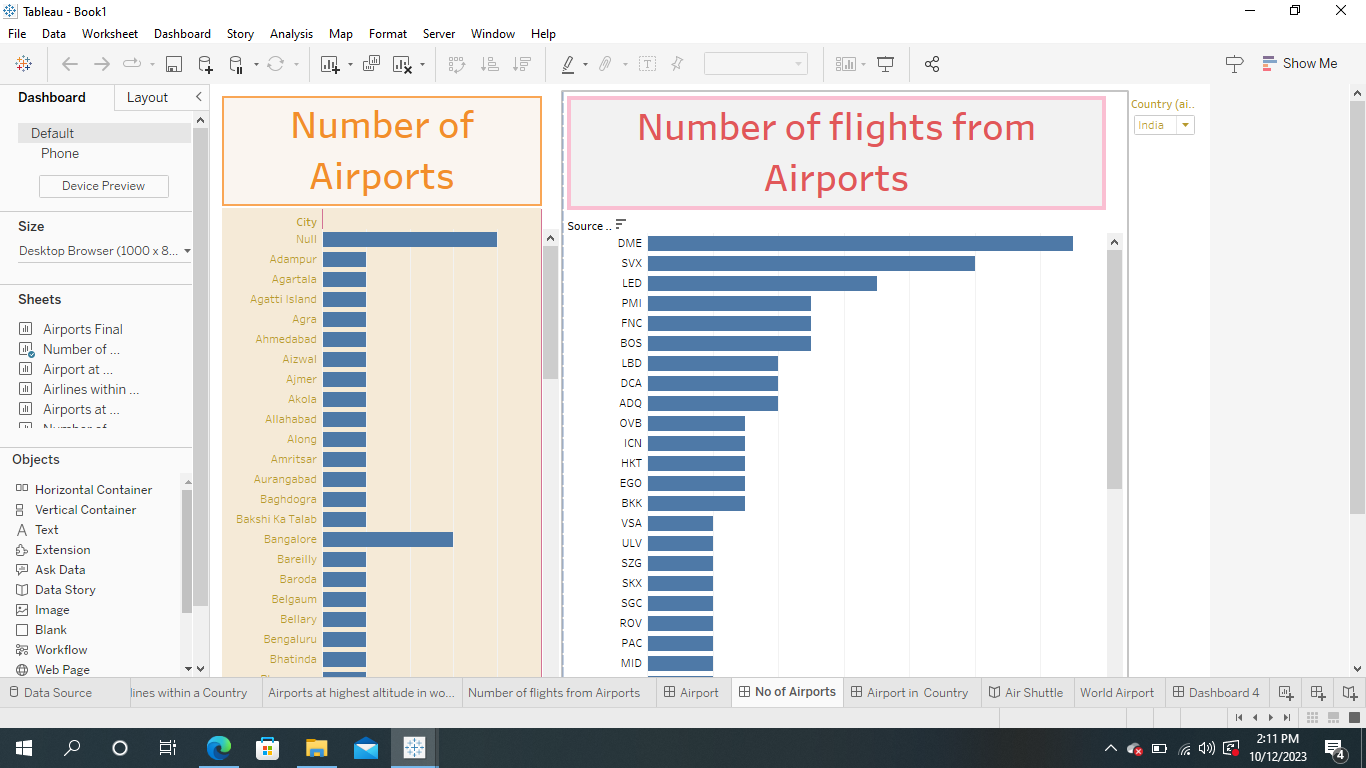 Tableau - Book1
File Data Worksheet Dashboard Story Analysis Map Format Server Window Help
Show Me
Dashboard Layout
Default
Phone
Device Preview
Size
Desktop Browser (1000 x 8...
Sheets
Airports Final
Number of ...
Airport at ...
Airlines within ...
Airports at ...
Number of
Objects
Horizontal Container
Vertical Container
Text
Extension
Ask Data
Data Story
Image
Blank
Workflow
Web Page
Number of
Airports
City
Null
Adampur
Agartala
Agatti Island
Agra
Ahmedabad
Aizwal
Ajmer
Akola
Allahabad
Along
Amritsar
Aurangabad
Baghdogra
Bakshi Ka Talab
Bangalore
Bareilly
Baroda
Belgaum
Bellary
Bengaluru
Bhatinda
Number of flights from
Airports
Source ..
DME
SVX
LED
PMI
FNC
BOS
LBD
DCA
ADQ
OVB
ICN
HKT
EGO
BKK
VSA
ULV
SZG
SKX
SGC
ROV
PAC
MID
Country (ai..
India
Data Source lines within a Country Airports at highest altitude in wo... Number of flights from Airports Airport No of Airports Airport in Country Air Shuttle World Airport Dashboard 4
2:11 PM
10/12/2023
4